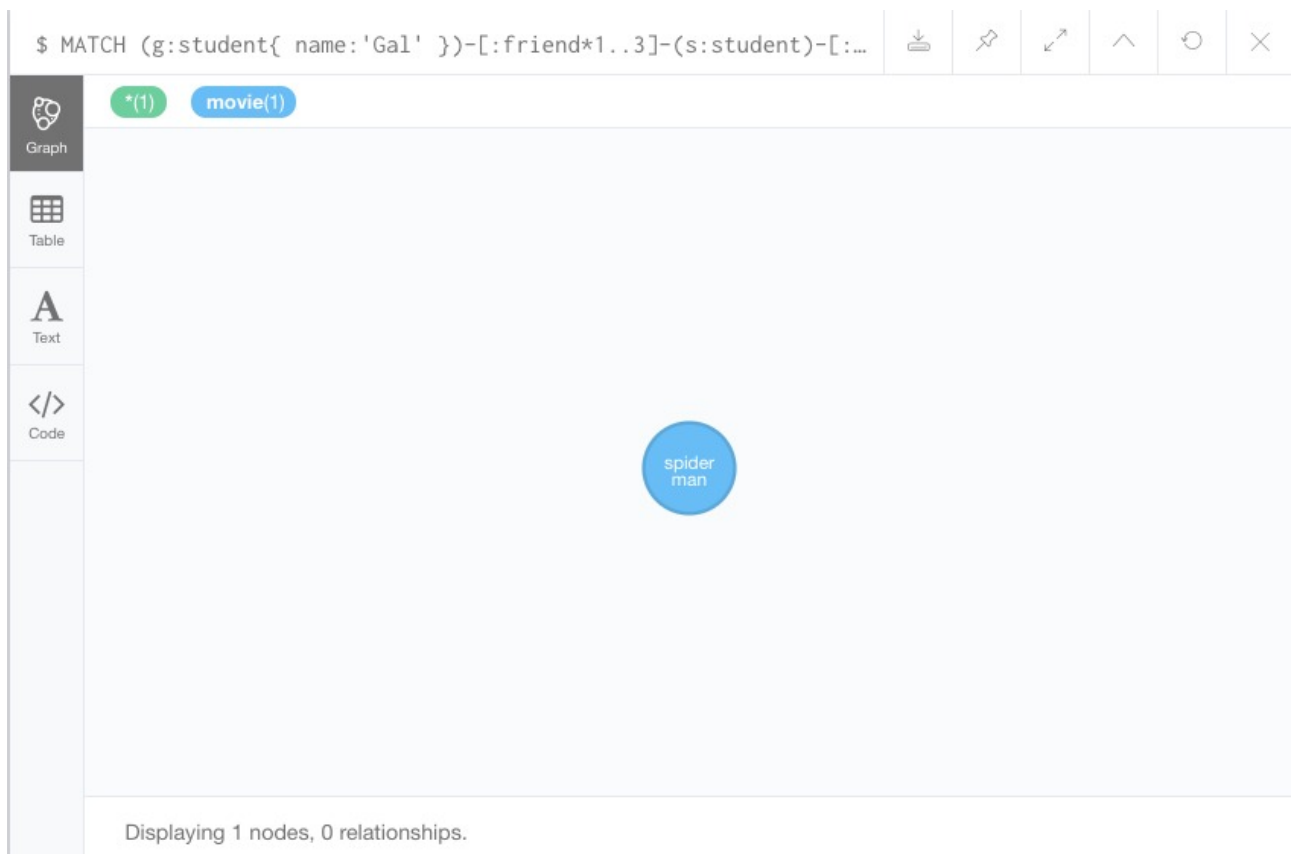 $ MATCH (g:student{ name:'Gal' })-[:friend*1..3]-(s:student)-[:…
*(1) movie(1)
Graph
Table
A
Text
</>
Code
spider
man
Displaying 1 nodes, 0 relationships.